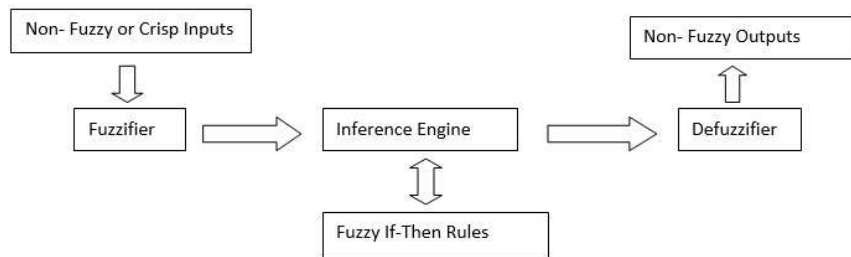 Non- Fuzzy or Crisp Inputs
Non- Fuzzy Outputs
Fuzzifier
Inference Engine
Defuzzifier
Fuzzy If-Then Rules